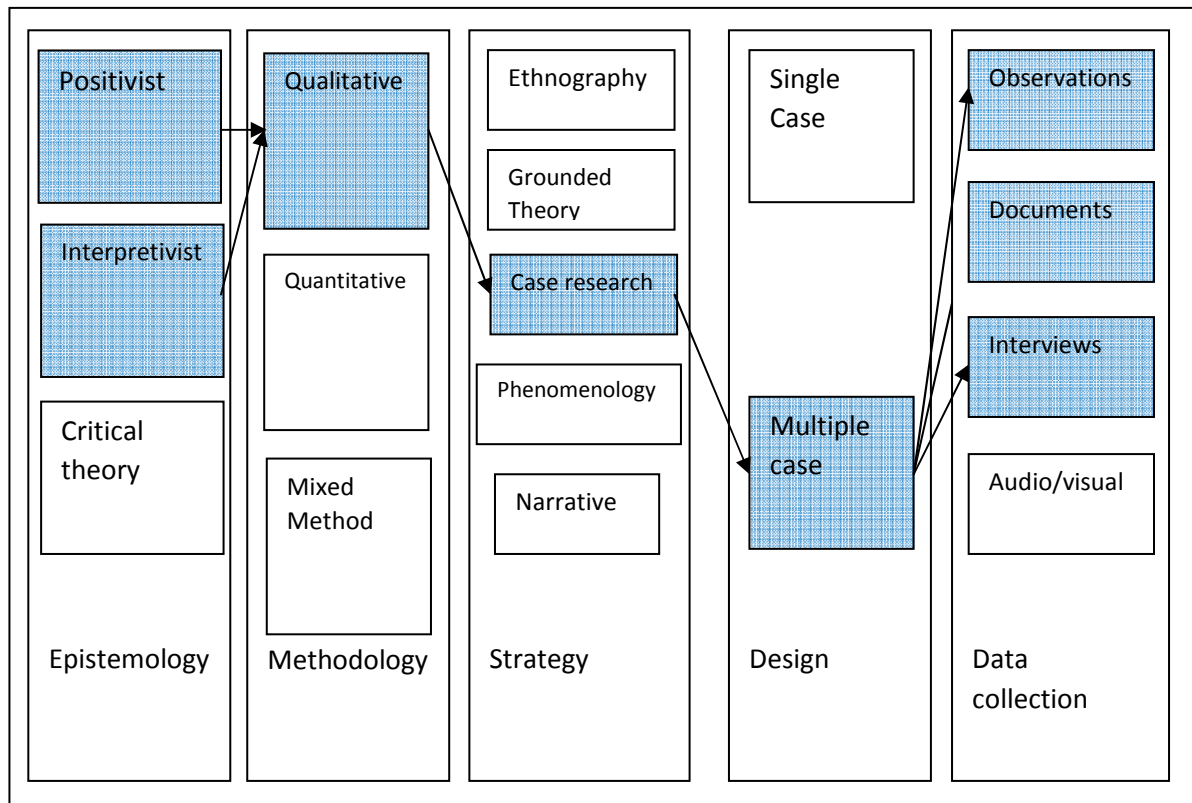 Positivist
Interpretivist
Critical
theory
Epistemology
Qualitative
Quantitative
Mixed
Method
Methodology
Ethnography
Grounded
Theory
Case research
Phenomenology
Narrative
Strategy
Single
Case
Multiple
case
Design
Observations
Documents
Interviews
Audio/visual
Data
collection